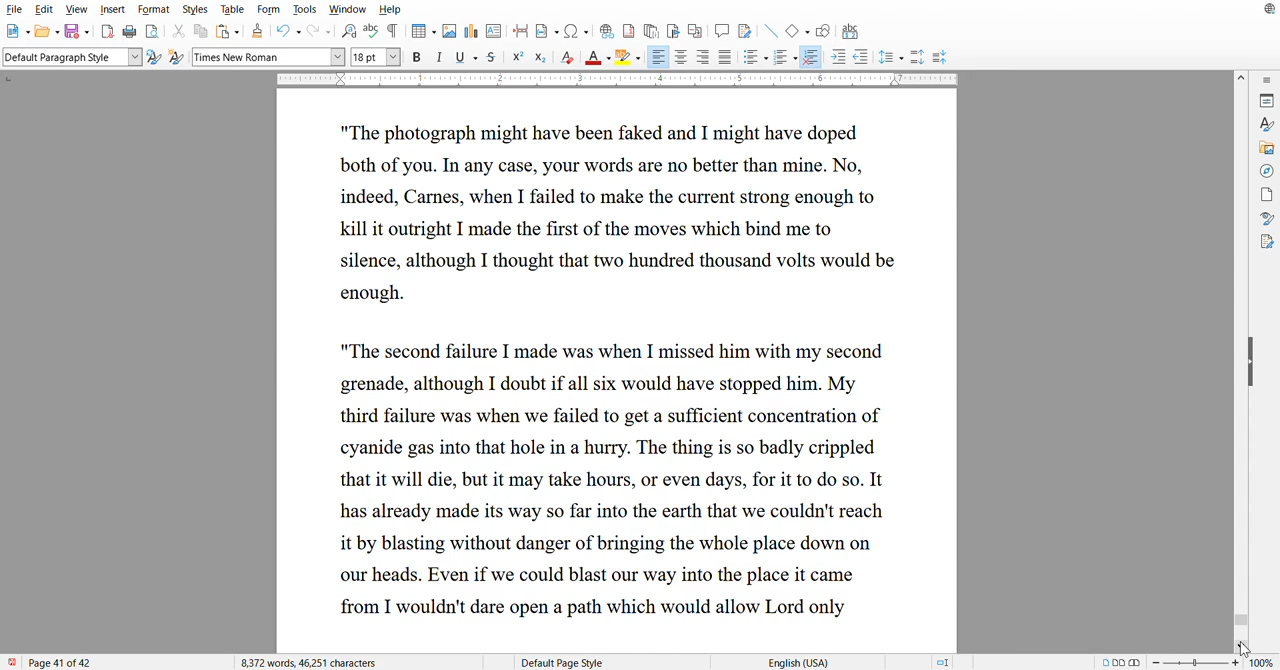 File Edit View Insert Format Styles Table Form Tools Window Help
Default Paragraph Style Times New Roman 18 pt
1 2 3 4 5 6 7
"The photograph might have been faked and I might have doped
both of you. In any case, your words are no better than mine. No,
indeed, Carnes, when I failed to make the current strong enough to
kill it outright I made the first of the moves which bind me to
silence, although I thought that two hundred thousand volts would be
enough.
"The second failure I made was when I missed him with my second
grenade, although I doubt if all six would have stopped him. My
third failure was when we failed to get a sufficient concentration of
cyanide gas into that hole in a hurry. The thing is so badly crippled
that it will die, but it may take hours, or even days, for it to do so. It
has already made its way so far into the earth that we couldn't reach
it by blasting without danger of bringing the whole place down on
our heads. Even if we could blast our way into the place it came
from I wouldn't dare open a path which would allow Lord only
Page 41 of 42 8,372 words, 46,251 characters Default Page Style English (USA) 100%